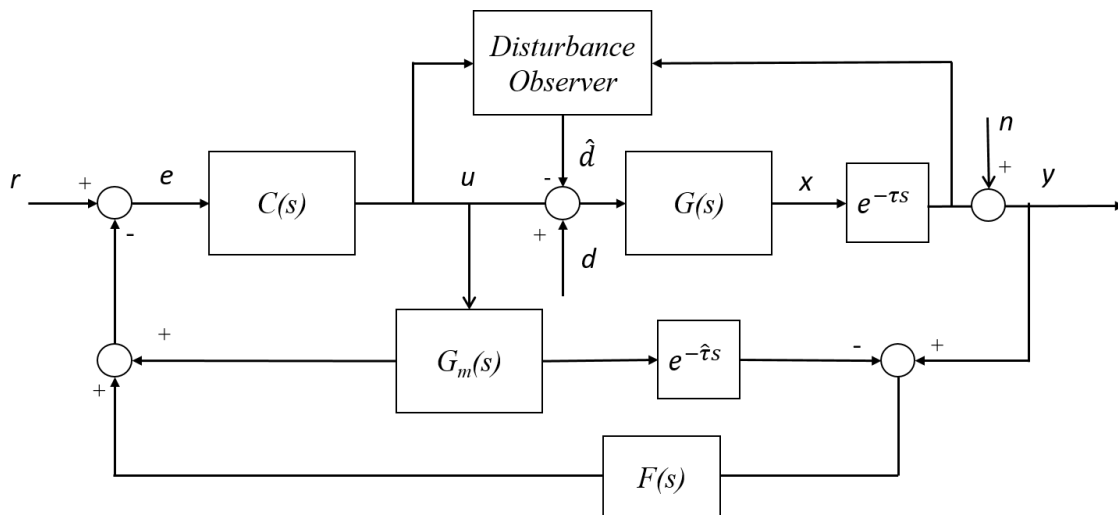 Disturbance
Observer
n
+
r
+
e
C(s)
u
-
d̂
G(s)
x
e^{-τs}
y
-
+
d
+
G_m(s)
e^{-τ̂s}
-
+
+
F(s)